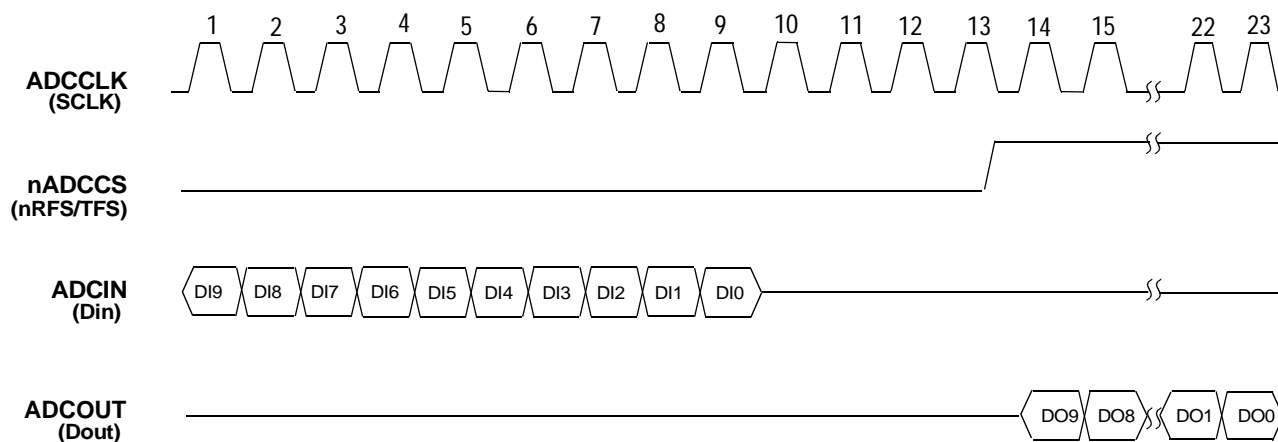 1 2 3 4 5 6 7 8 9 10 11 12 13 14 15 22 23
ADCCLK
(SCLK)
nADCCS
(nRFS/TFS)
ADCIN
(Din)
DI9 DI8 DI7 DI6 DI5 DI4 DI3 DI2 DI1 DI0
ADCOUT
(Dout)
DO9 DO8 DO1 DO0